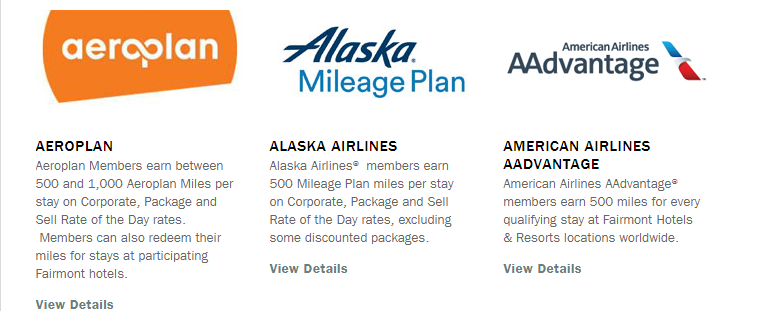 aeroplan
Alaska®
Mileage Plan
American Airlines
AAdvantage
AEROPLAN
Aeroplan Members earn between
500 and 1,000 Aeroplan Miles per
stay on Corporate, Package and
Sell Rate of the Day rates.
Members can also redeem their
miles for stays at participating
Fairmont hotels.
View Details
ALASKA AIRLINES
Alaska Airlines® members earn
500 Mileage Plan miles per stay
on Corporate, Package and Sell
Rate of the Day rates, excluding
some discounted packages.
View Details
AMERICAN AIRLINES
AADVANTAGE
American Airlines AAdvantage®
members earn 500 miles for every
qualifying stay at Fairmont Hotels
& Resorts locations worldwide.
View Details